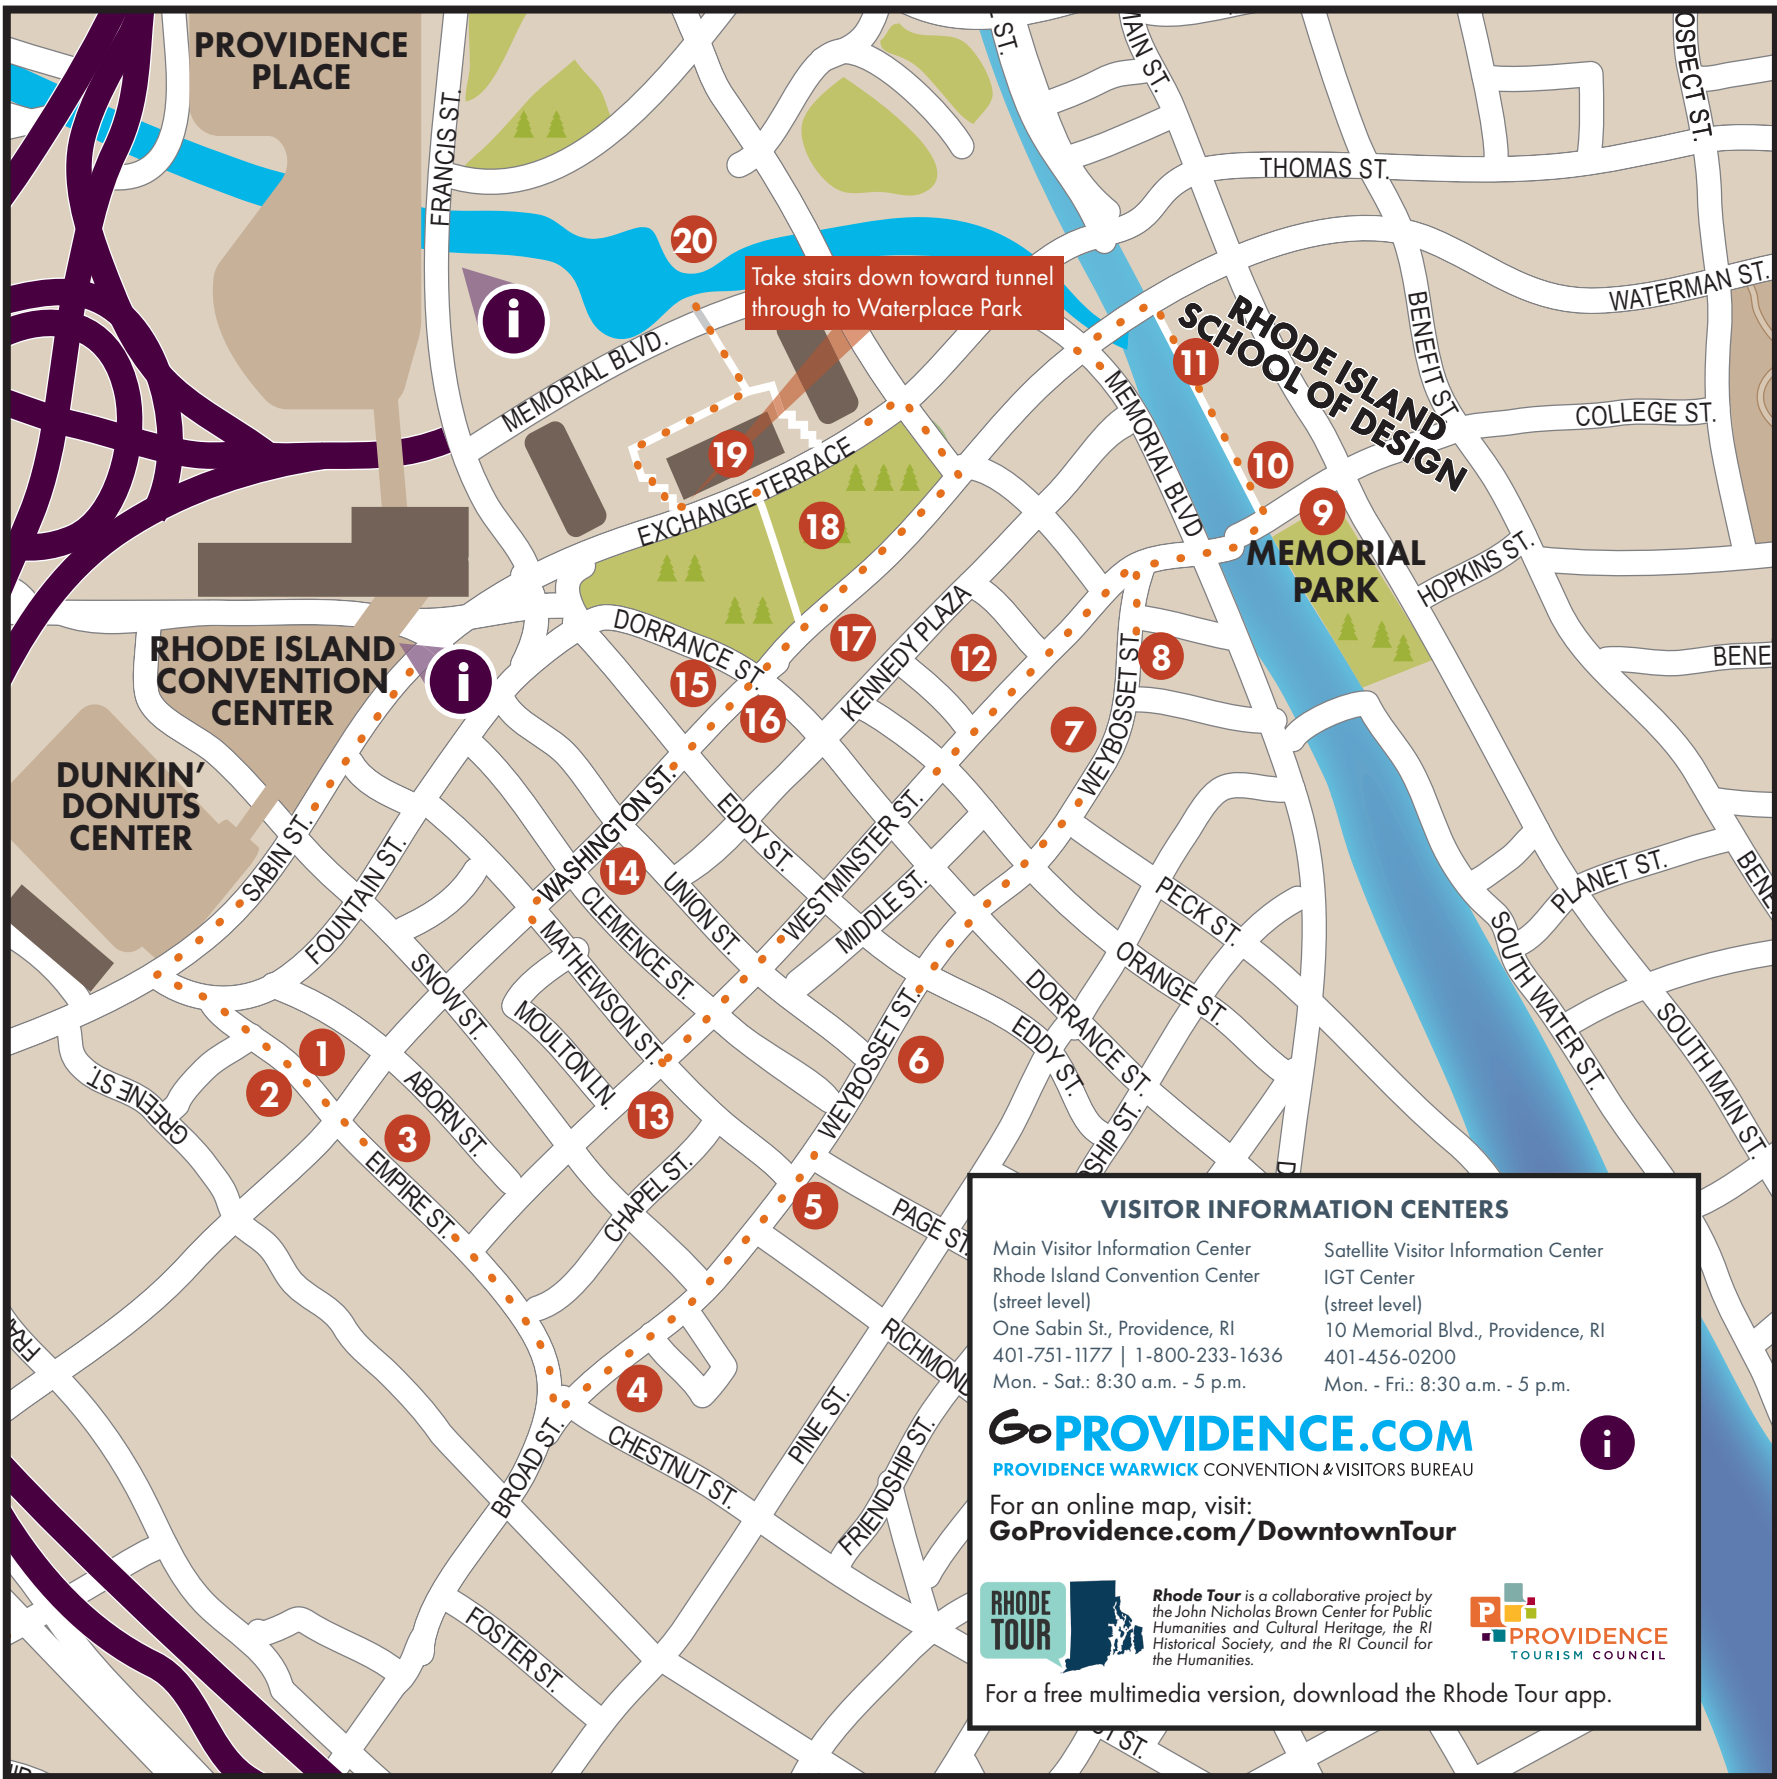 PROVIDENCE
PLACE
FRANCIS ST.
ST.
MAIN ST.
PROSPECT ST.
THOMAS ST.
WATERMAN ST.
20
Take stairs down toward tunnel
through to Waterplace Park
i
MEMORIAL BLVD.
RHODE ISLAND
SCHOOL OF DESIGN
BENEFIT ST.
11
MEMORIAL BLVD
COLLEGE ST.
19
EXCHANGE TERRACE
10
18
9
MEMORIAL
PARK
HOPKINS ST.
DORRANCE ST.
17
KENNEDY PLAZA
12
WEYBOSSET ST.
8
BENE
RHODE ISLAND
CONVENTION
CENTER
i
15
16
7
DUNKIN'
DONUTS
CENTER
SABIN ST.
FOUNTAIN ST.
WASHINGTON ST.
EDDY ST.
14
UNION ST.
CLEMENCE ST.
WESTMINSTER ST.
MIDDLE ST.
PECK ST.
PLANET ST.
BENE
MATHEWSON ST.
SNOW ST.
MOULTON LN.
ORANGE ST.
DORRANCE ST.
EDDY ST.
SOUTH WATER ST.
SOUTH MAIN ST.
WEYBOSSET ST.
6
1
2
GREENE ST.
ABORN ST.
3
13
EMPIRE ST.
CHAPEL ST.
5
PAGE ST.
SHIP ST.
D
RICHMOND
4
FRA
PINE ST.
FRIENDSHIP ST.
CHESTNUT ST.
BROAD ST.
FOSTER ST.
ST.
VISITOR INFORMATION CENTERS
Main Visitor Information Center
Rhode Island Convention Center
(street level)
One Sabin St., Providence, RI
401-751-1177 | 1-800-233-1636
Mon. - Sat.: 8:30 a.m. - 5 p.m.
Satellite Visitor Information Center
IGT Center
(street level)
10 Memorial Blvd., Providence, RI
401-456-0200
Mon. - Fri.: 8:30 a.m. - 5 p.m.
GoPROVIDENCE.COM
PROVIDENCE WARWICK CONVENTION & VISITORS BUREAU
i
For an online map, visit:
GoProvidence.com/DowntownTour
RHODE
TOUR
Rhode Tour is a collaborative project by
the John Nicholas Brown Center for Public
Humanities and Cultural Heritage, the RI
Historical Society, and the RI Council for
the Humanities.
P
PROVIDENCE
TOURISM COUNCIL
For a free multimedia version, download the Rhode Tour app.